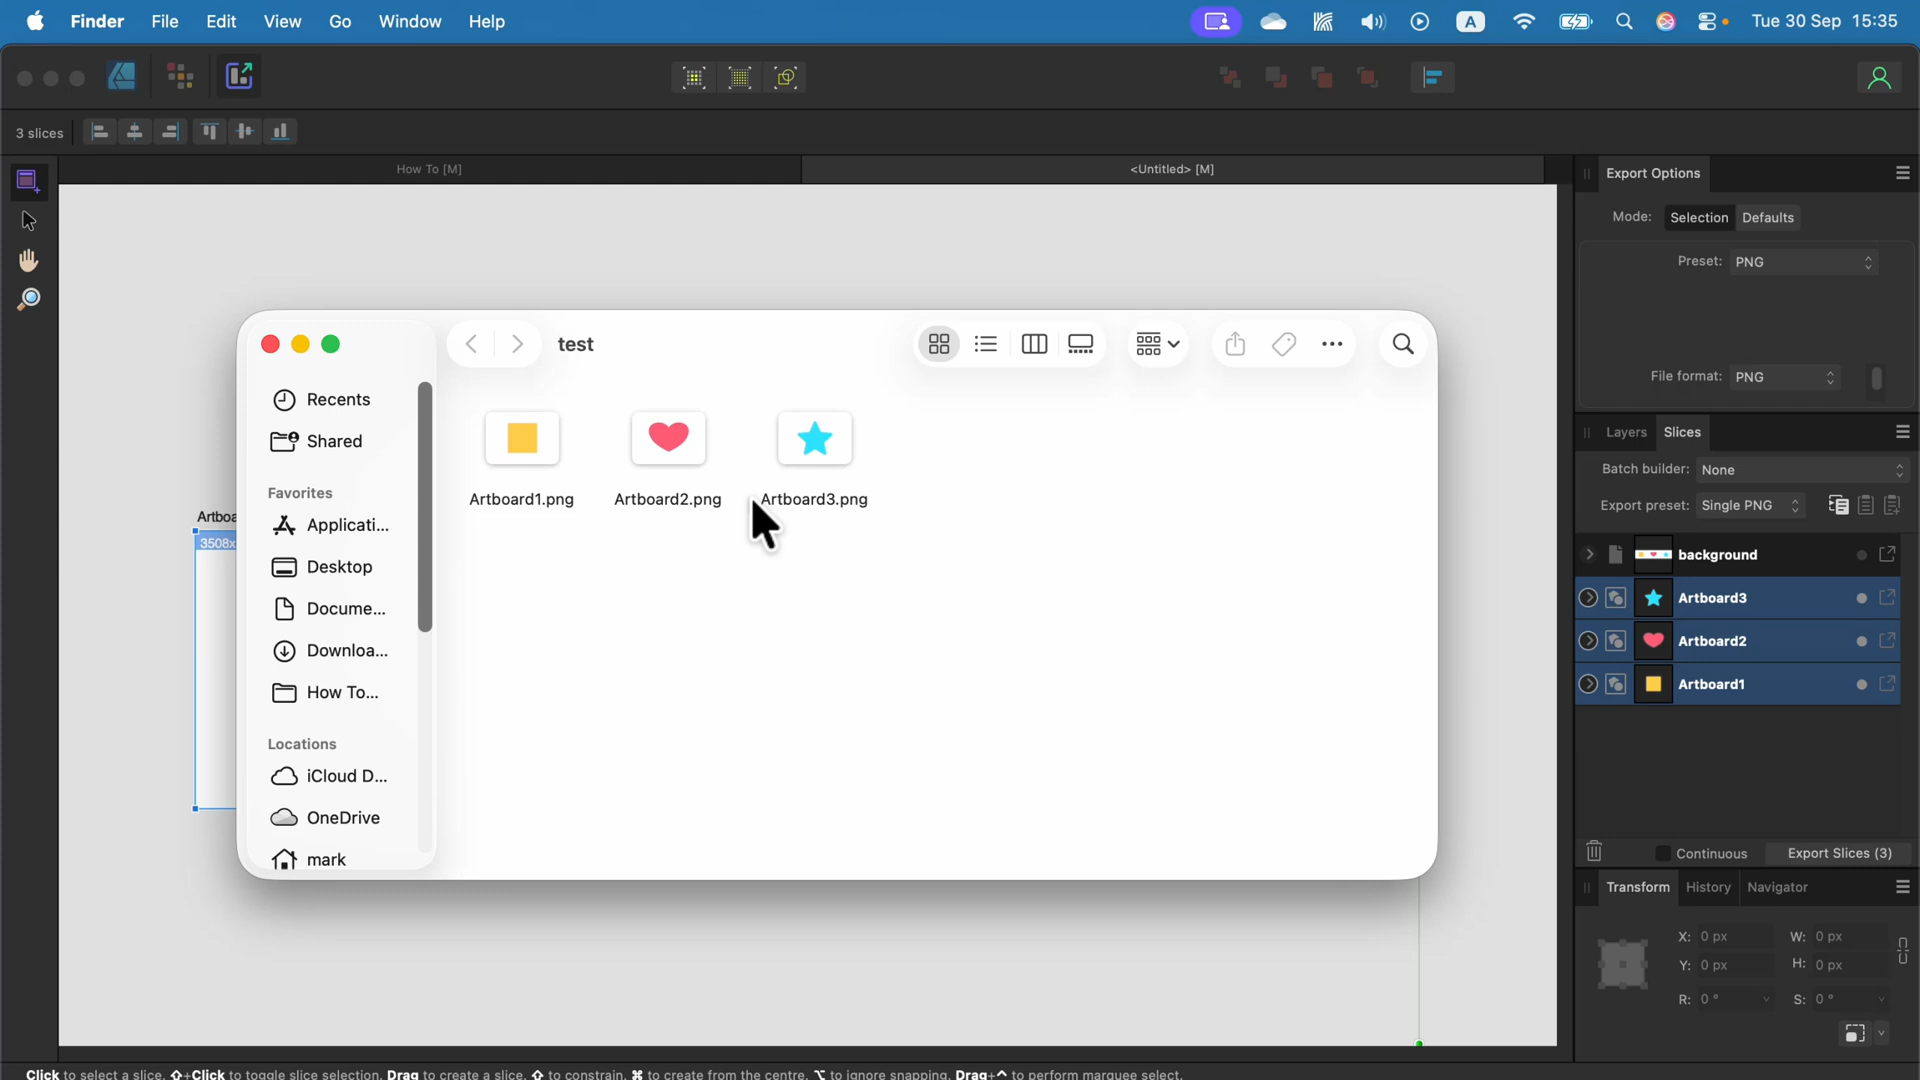 Finder File Edit View Go Window Help A Tue 30 Sep 15:35
3 slices
How To [M] <Untitled> [M]
Export Options
Mode: Selection Defaults
Preset: PNG
File format: PNG
test
Recents
Shared
Favorites
Applicati...
Desktop
Docume...
Downloa...
How To...
Locations
iCloud D...
OneDrive
mark
Artboard1.png Artboard2.png Artboard3.png
Artboa
3508x
Layers Slices
Batch builder: None
Export preset: Single PNG
background
Artboard3
Artboard2
Artboard1
Continuous Export Slices (3)
Transform History Navigator
X: 0 px W: 0 px
Y: 0 px H: 0 px
R: 0 ° S: 0 °
Click to select a slice. ⇧+Click to toggle slice selection. Drag to create a slice. ⇧ to constrain. ⌘ to create from the centre. ⌥ to ignore snapping. Drag+^ to perform marquee select.